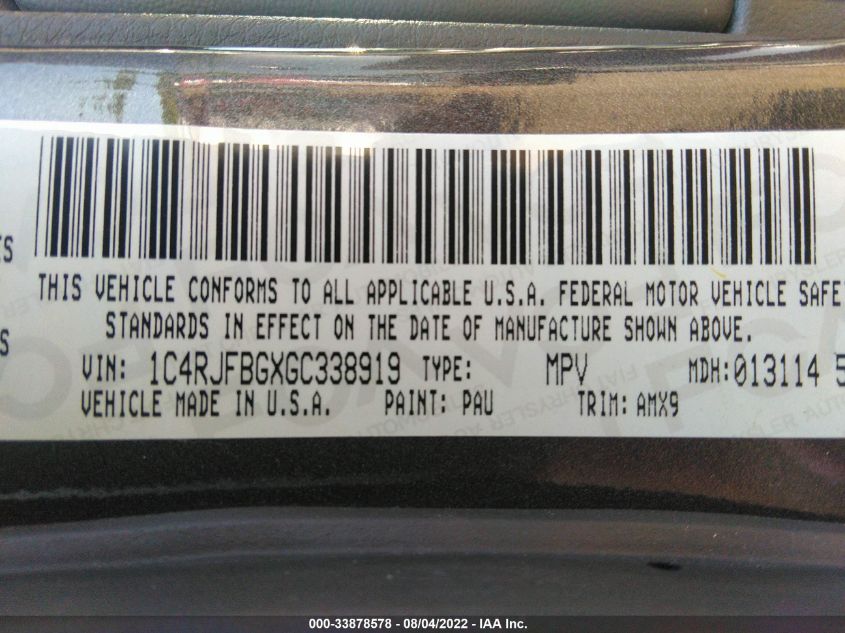 THIS VEHICLE CONFORMS TO ALL APPLICABLE U.S.A. FEDERAL MOTOR VEHICLE SAFE
STANDARDS IN EFFECT ON THE DATE OF MANUFACTURE SHOWN ABOVE.
VIN: 1C4RJFBGXGC338919 TYPE: MPV MDH:013114 5
VEHICLE MADE IN U.S.A. PAINT: PAU TRIM: AMX9
000-33878578 - 08/04/2022 - IAA Inc.